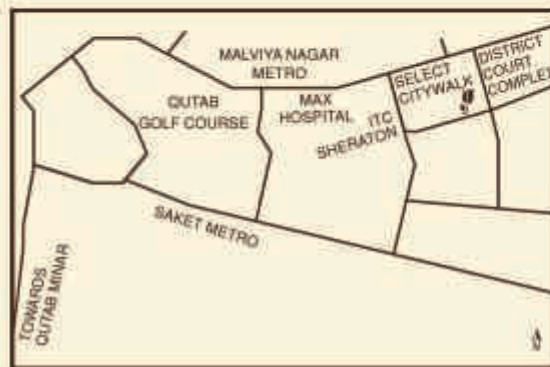 MALVIYA NAGAR
METRO
SELECT
CITYWALK
DISTRICT
COURT
COMPLEX
QUTAB
GOLF COURSE
MAX
HOSPITAL
ITC
SHERATON
SAKET METRO
TOWARDS
QUTAB MINAR